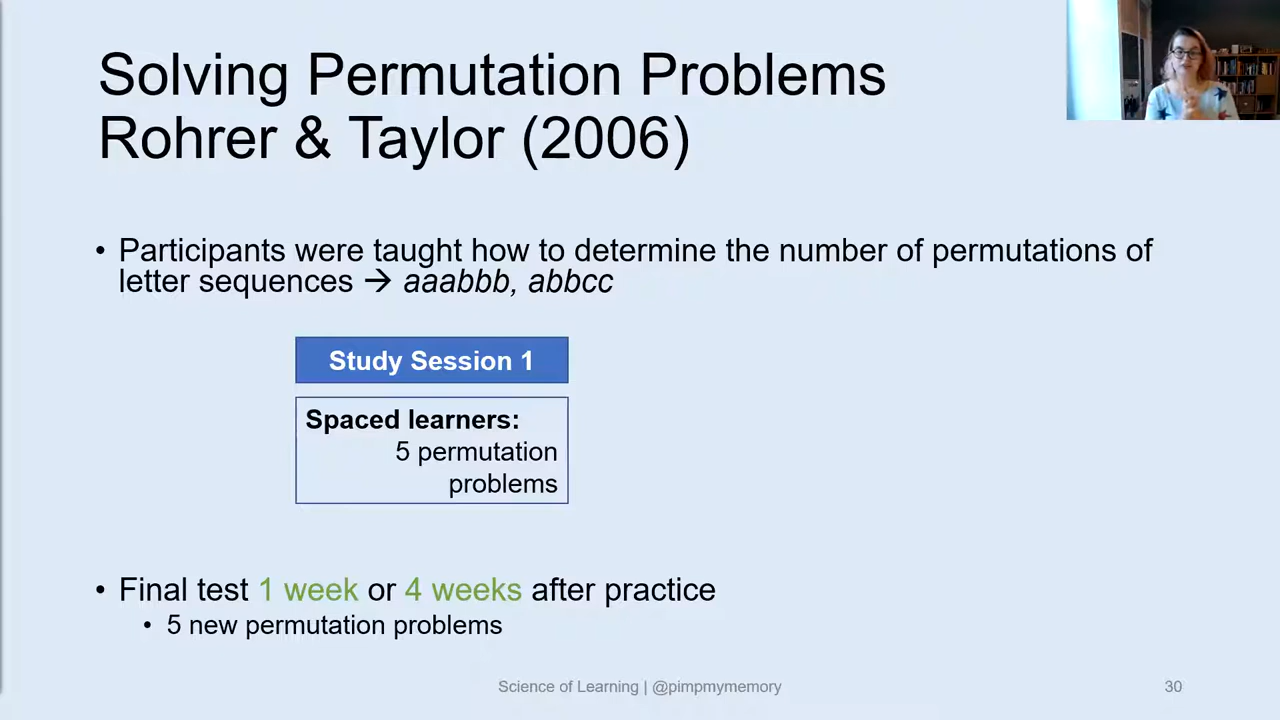 Solving Permutation Problems
Rohrer & Taylor (2006)
• Participants were taught how to determine the number of permutations of
letter sequences → aaabbb, abbcc
Study Session 1
Spaced learners:
5 permutation
problems
• Final test 1 week or 4 weeks after practice
• 5 new permutation problems
Science of Learning | @pimpmymemory
30